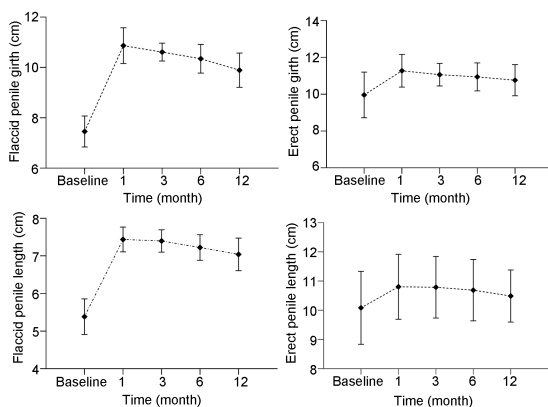 Flaccid penile girth (cm)
12
10
8
6
Baseline 1 3 6 12
Time (month)
Erect penile girth (cm)
14
12
10
8
6
Baseline 1 3 6 12
Time (month)
Flaccid penile length (cm)
8
7
6
5
4
Baseline 1 3 6 12
Time (month)
Erect penile length (cm)
13
12
11
10
9
8
Baseline 1 3 6 12
Time (month)